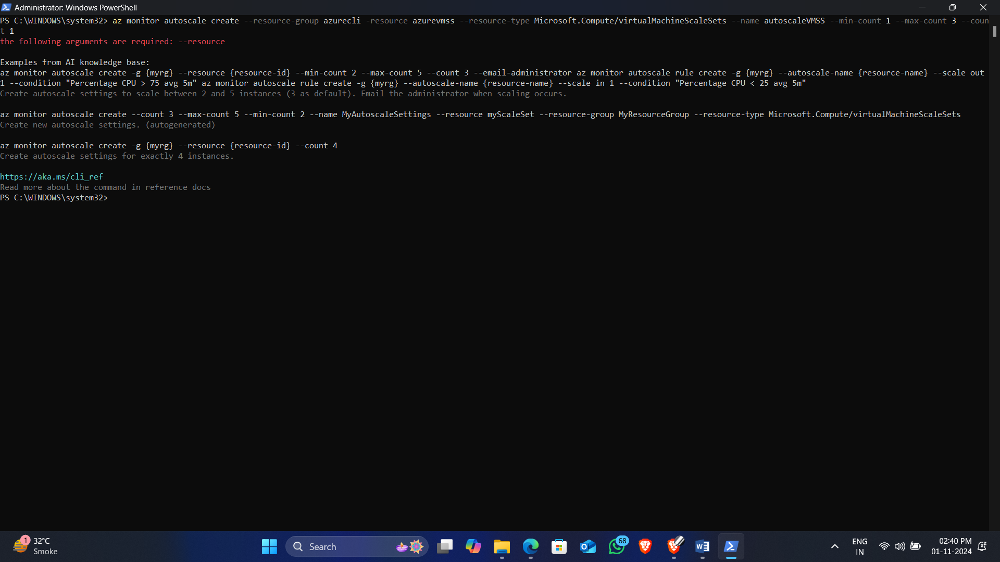 Administrator: Windows PowerShell
PS C:\WINDOWS\system32> az monitor autoscale create --resource-group azurecli -resource azurevmss --resource-type Microsoft.Compute/virtualMachineScaleSets --name autoscaleVMSS --min-count 1 --max-count 3 --coun
t 1
the following arguments are required: --resource
Examples from AI knowledge base:
az monitor autoscale create -g {myrg} --resource {resource-id} --min-count 2 --max-count 5 --count 3 --email-administrator az monitor autoscale rule create -g {myrg} --autoscale-name {resource-name} --scale out
1 --condition "Percentage CPU > 75 avg 5m" az monitor autoscale rule create -g {myrg} --autoscale-name {resource-name} --scale in 1 --condition "Percentage CPU < 25 avg 5m"
Create autoscale settings to scale between 2 and 5 instances (3 as default). Email the administrator when scaling occurs.
az monitor autoscale create --count 3 --max-count 5 --min-count 2 --name MyAutoscaleSettings --resource myScaleSet --resource-group MyResourceGroup --resource-type Microsoft.Compute/virtualMachineScaleSets
Create new autoscale settings. (autogenerated)
az monitor autoscale create -g {myrg} --resource {resource-id} --count 4
Create autoscale settings for exactly 4 instances.
https://aka.ms/cli_ref
Read more about the command in reference docs
PS C:\WINDOWS\system32>
1
32°C
Smoke
Search
68
ENG
IN
02:40 PM
01-11-2024